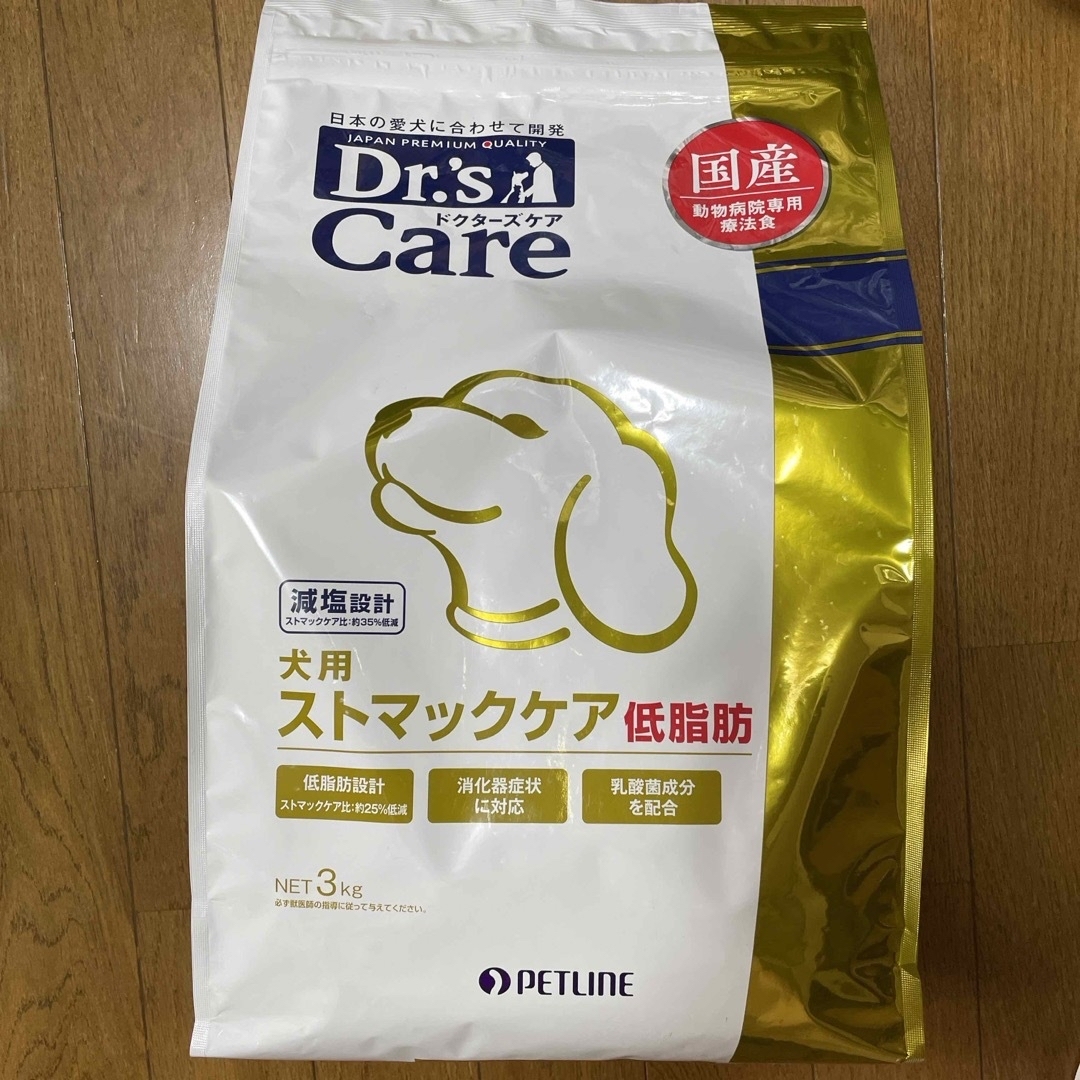 日本の愛犬に合わせて開発
JAPAN PREMIUM QUALITY
Dr.'s
ドクターズケア
Care
国産
動物病院専用
療法食
減塩設計
ストマックケア比:約35%低減
犬用
ストマックケア低脂肪
低脂肪設計
ストマックケア比:約25%低減
消化器症状
に対応
乳酸菌成分
を配合
NET 3kg
必ず獣医師の指導に従って与えてください。
PETLINE